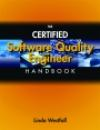 THE
CERTIFIED
Software Quality
Engineer
HANDBOOK
Linda Westfall